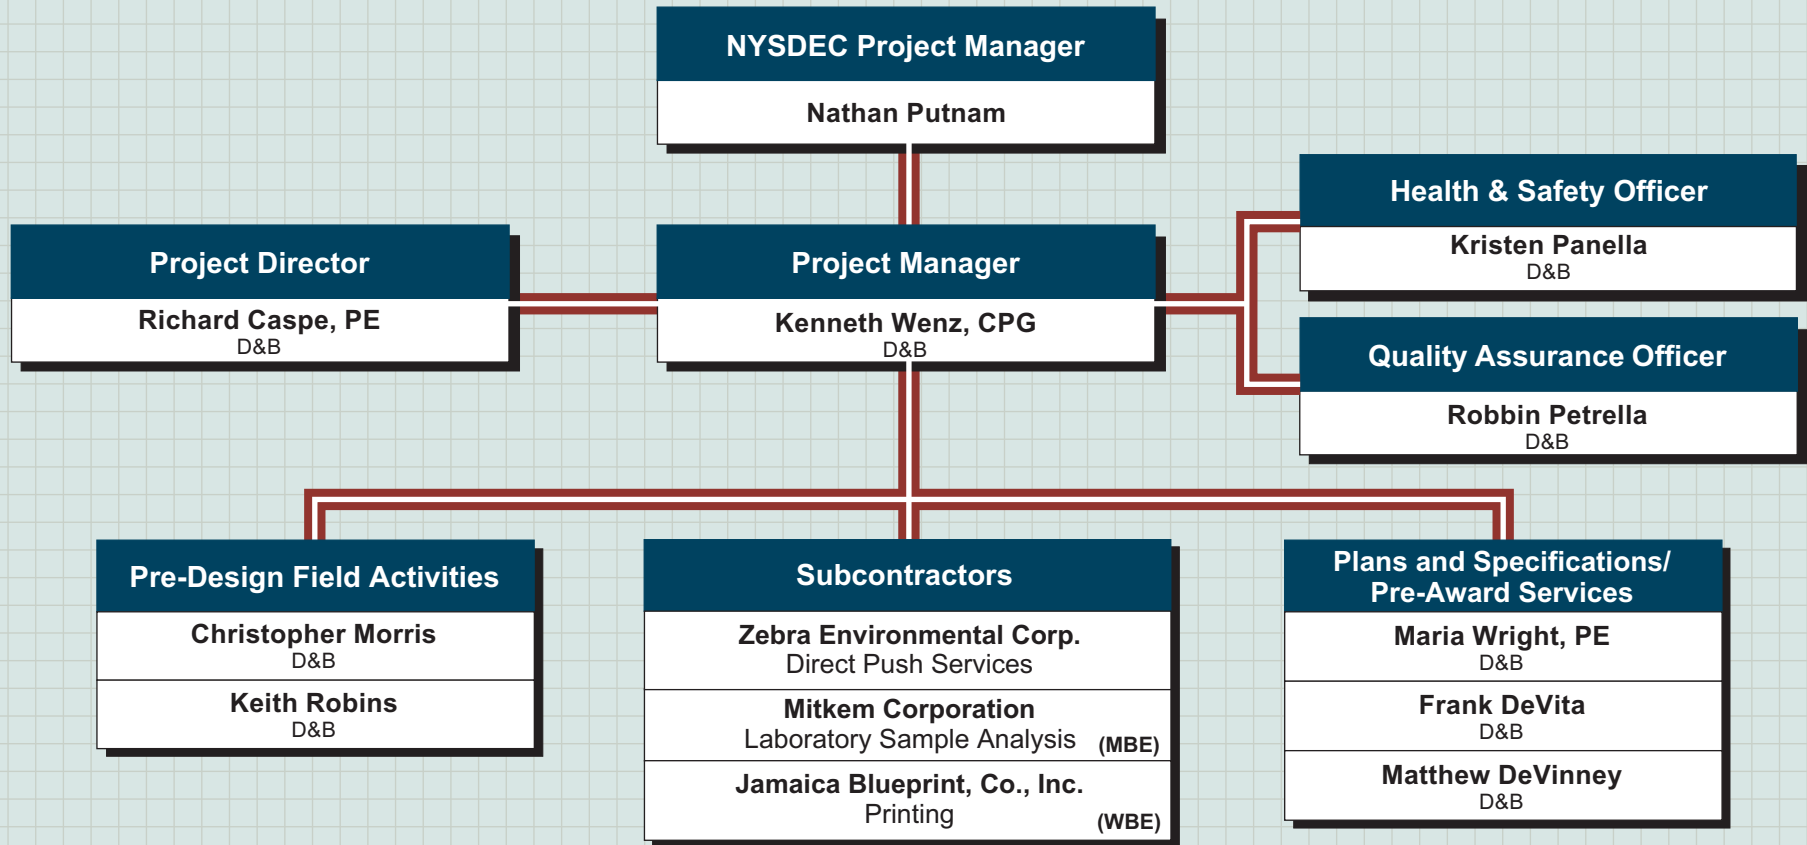 NYSDEC Project Manager
Nathan Putnam
Health & Safety Officer
Kristen Panella
D&B
Project Director
Richard Caspe, PE
D&B
Project Manager
Kenneth Wenz, CPG
D&B
Quality Assurance Officer
Robbin Petrella
D&B
Pre-Design Field Activities
Christopher Morris
D&B
Keith Robins
D&B
Subcontractors
Zebra Environmental Corp.
Direct Push Services
Mitkem Corporation
Laboratory Sample Analysis (MBE)
Jamaica Blueprint, Co., Inc.
Printing (WBE)
Plans and Specifications/
Pre-Award Services
Maria Wright, PE
D&B
Frank DeVita
D&B
Matthew DeVinney
D&B